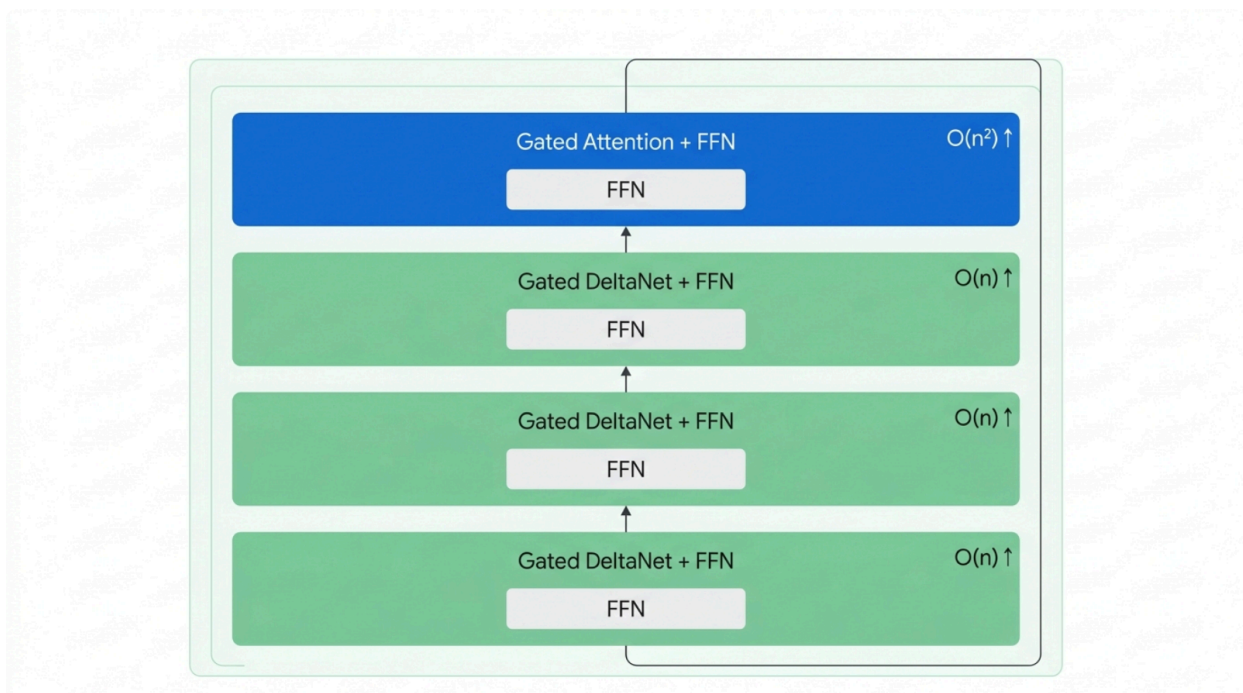 Gated Attention + FFN
O(n²) ↑
FFN
Gated DeltaNet + FFN
O(n) ↑
FFN
Gated DeltaNet + FFN
O(n) ↑
FFN
Gated DeltaNet + FFN
O(n) ↑
FFN